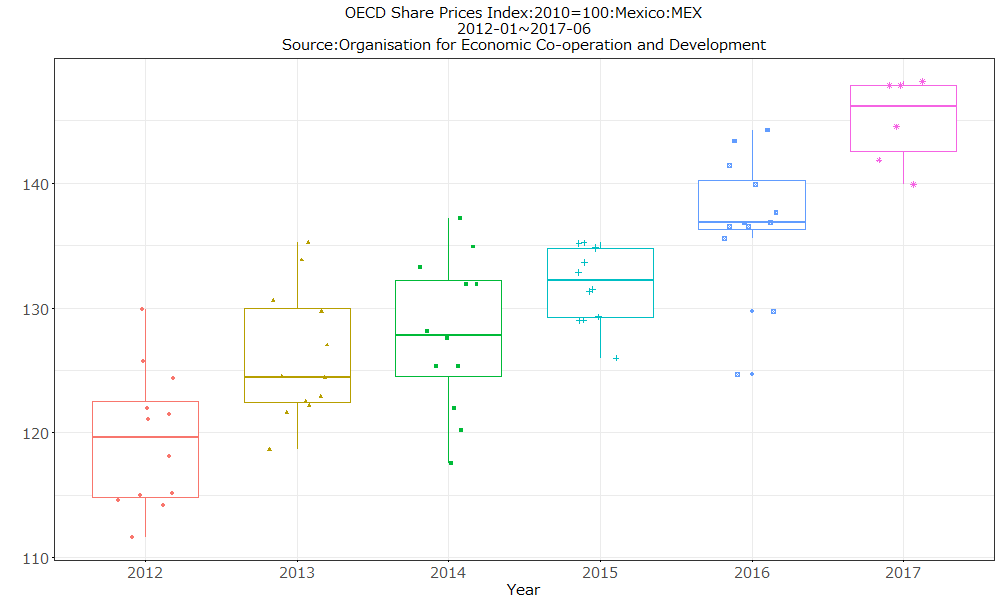 OECD Share Prices Index:2010=100:Mexico:MEX
2012-01~2017-06
Source:Organisation for Economic Co-operation and Development
140
130
120
110
2012 2013 2014 2015 2016 2017
Year